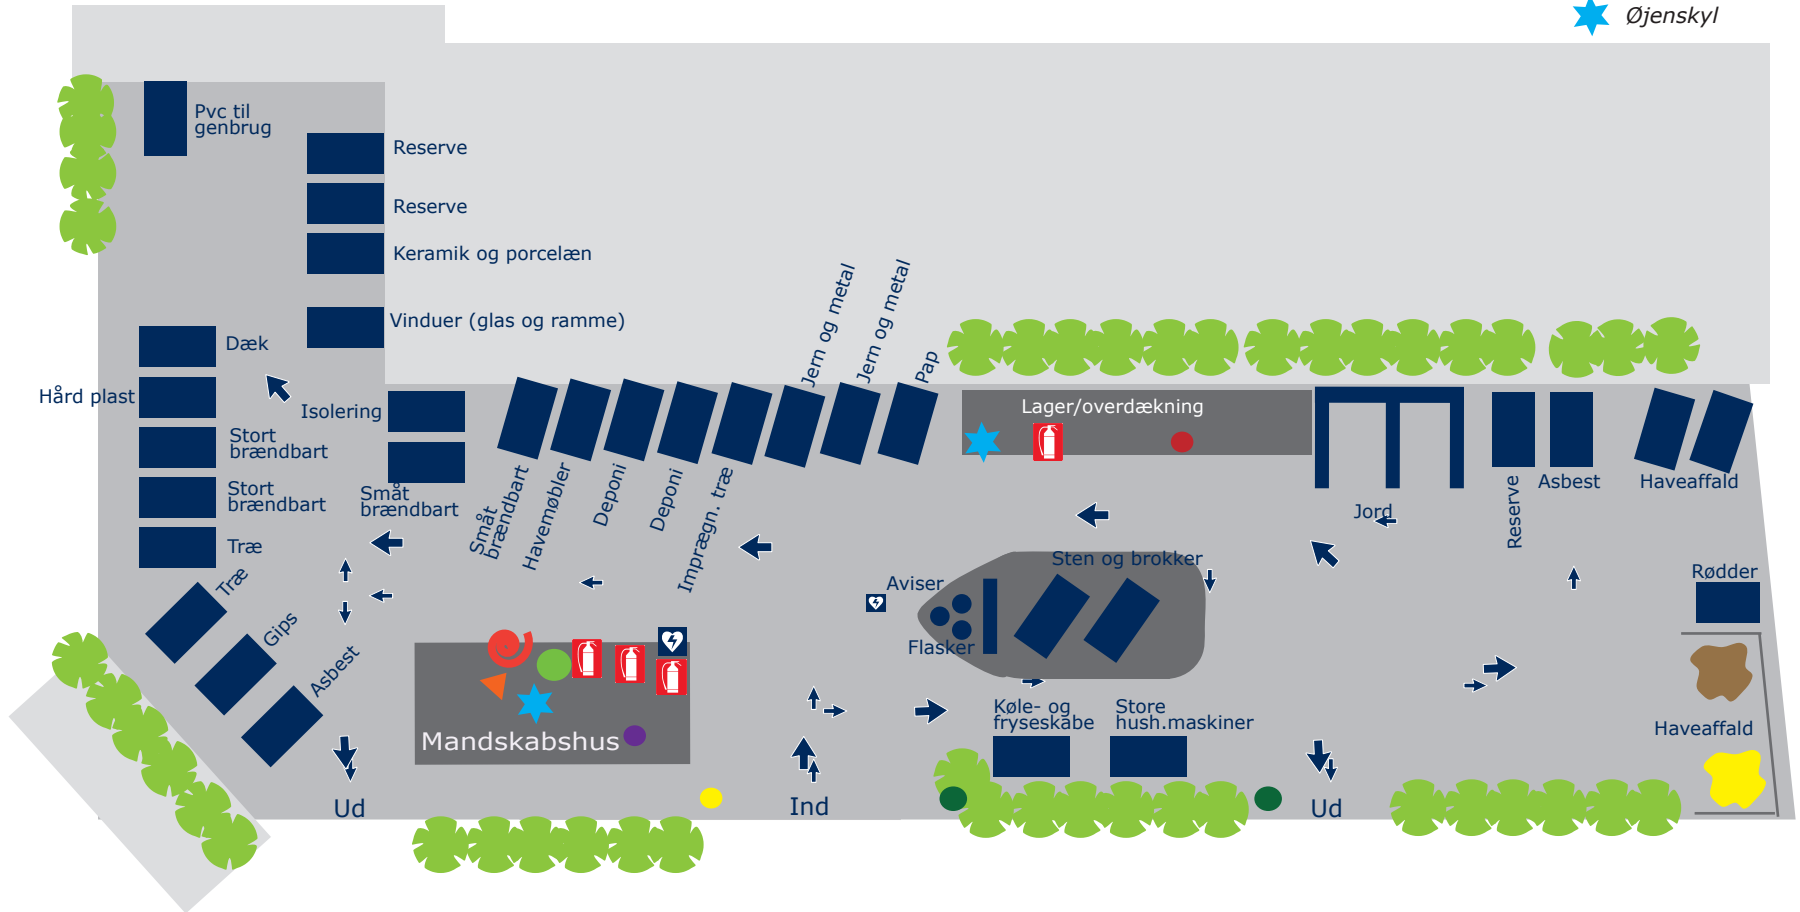 Øjenskyl
Pvc til
genbrug
Reserve
Reserve
Keramik og porcelæn
Vinduer (glas og ramme)
Dæk
Hård plast
Stort
brændbart
Stort
brændbart
Træ
Træ
Gips
Asbest
Isolering
Småt
brændbart
Småt
brændbart
Havemøbler
Deponi
Deponi
Imprægn. træ
Jern og metal
Jern og metal
Pap
Lager/overdækning
Jord
Reserve
Asbest
Haveaffald
Rødder
Haveaffald
Sten og brokker
Aviser
Flasker
Køle- og
fryseskabe
Store
hush.maskiner
Mandskabshus
Ud
Ind
Ud